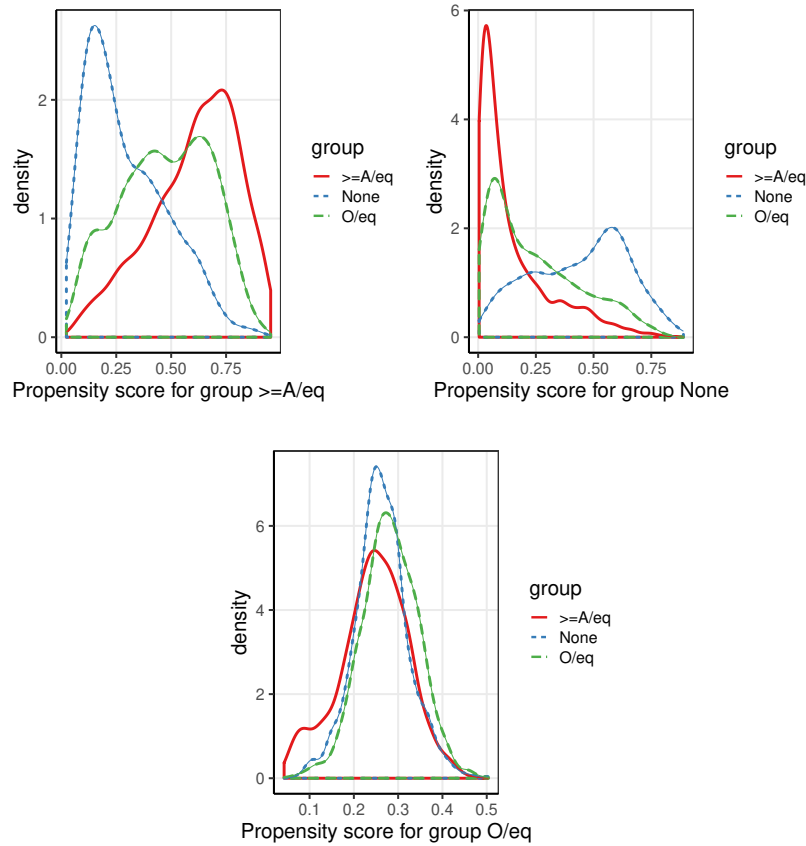 density
2
1
0
0.00 0.25 0.50 0.75
Propensity score for group >=A/eq
group
>=A/eq
None
O/eq
density
6
4
2
0
0.00 0.25 0.50 0.75
Propensity score for group None
group
>=A/eq
None
O/eq
density
6
4
2
0
0.1 0.2 0.3 0.4 0.5
Propensity score for group O/eq
group
>=A/eq
None
O/eq